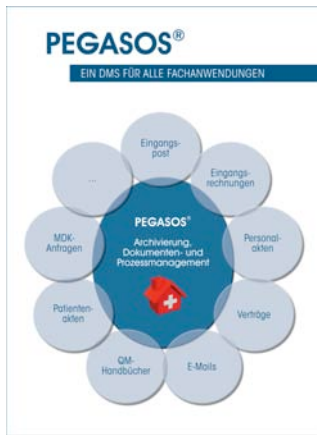 PEGASOS®
EIN DMS FÜR ALLE FACHANWENDUNGEN
Eingangs-
post
Eingangs-
rechnungen
Personal-
akten
Verträge
E-Mails
QM-
Handbücher
Patienten-
akten
MDK-
Anfragen
...
PEGASOS®
Archivierung,
Dokumenten- und
Prozessmanagement